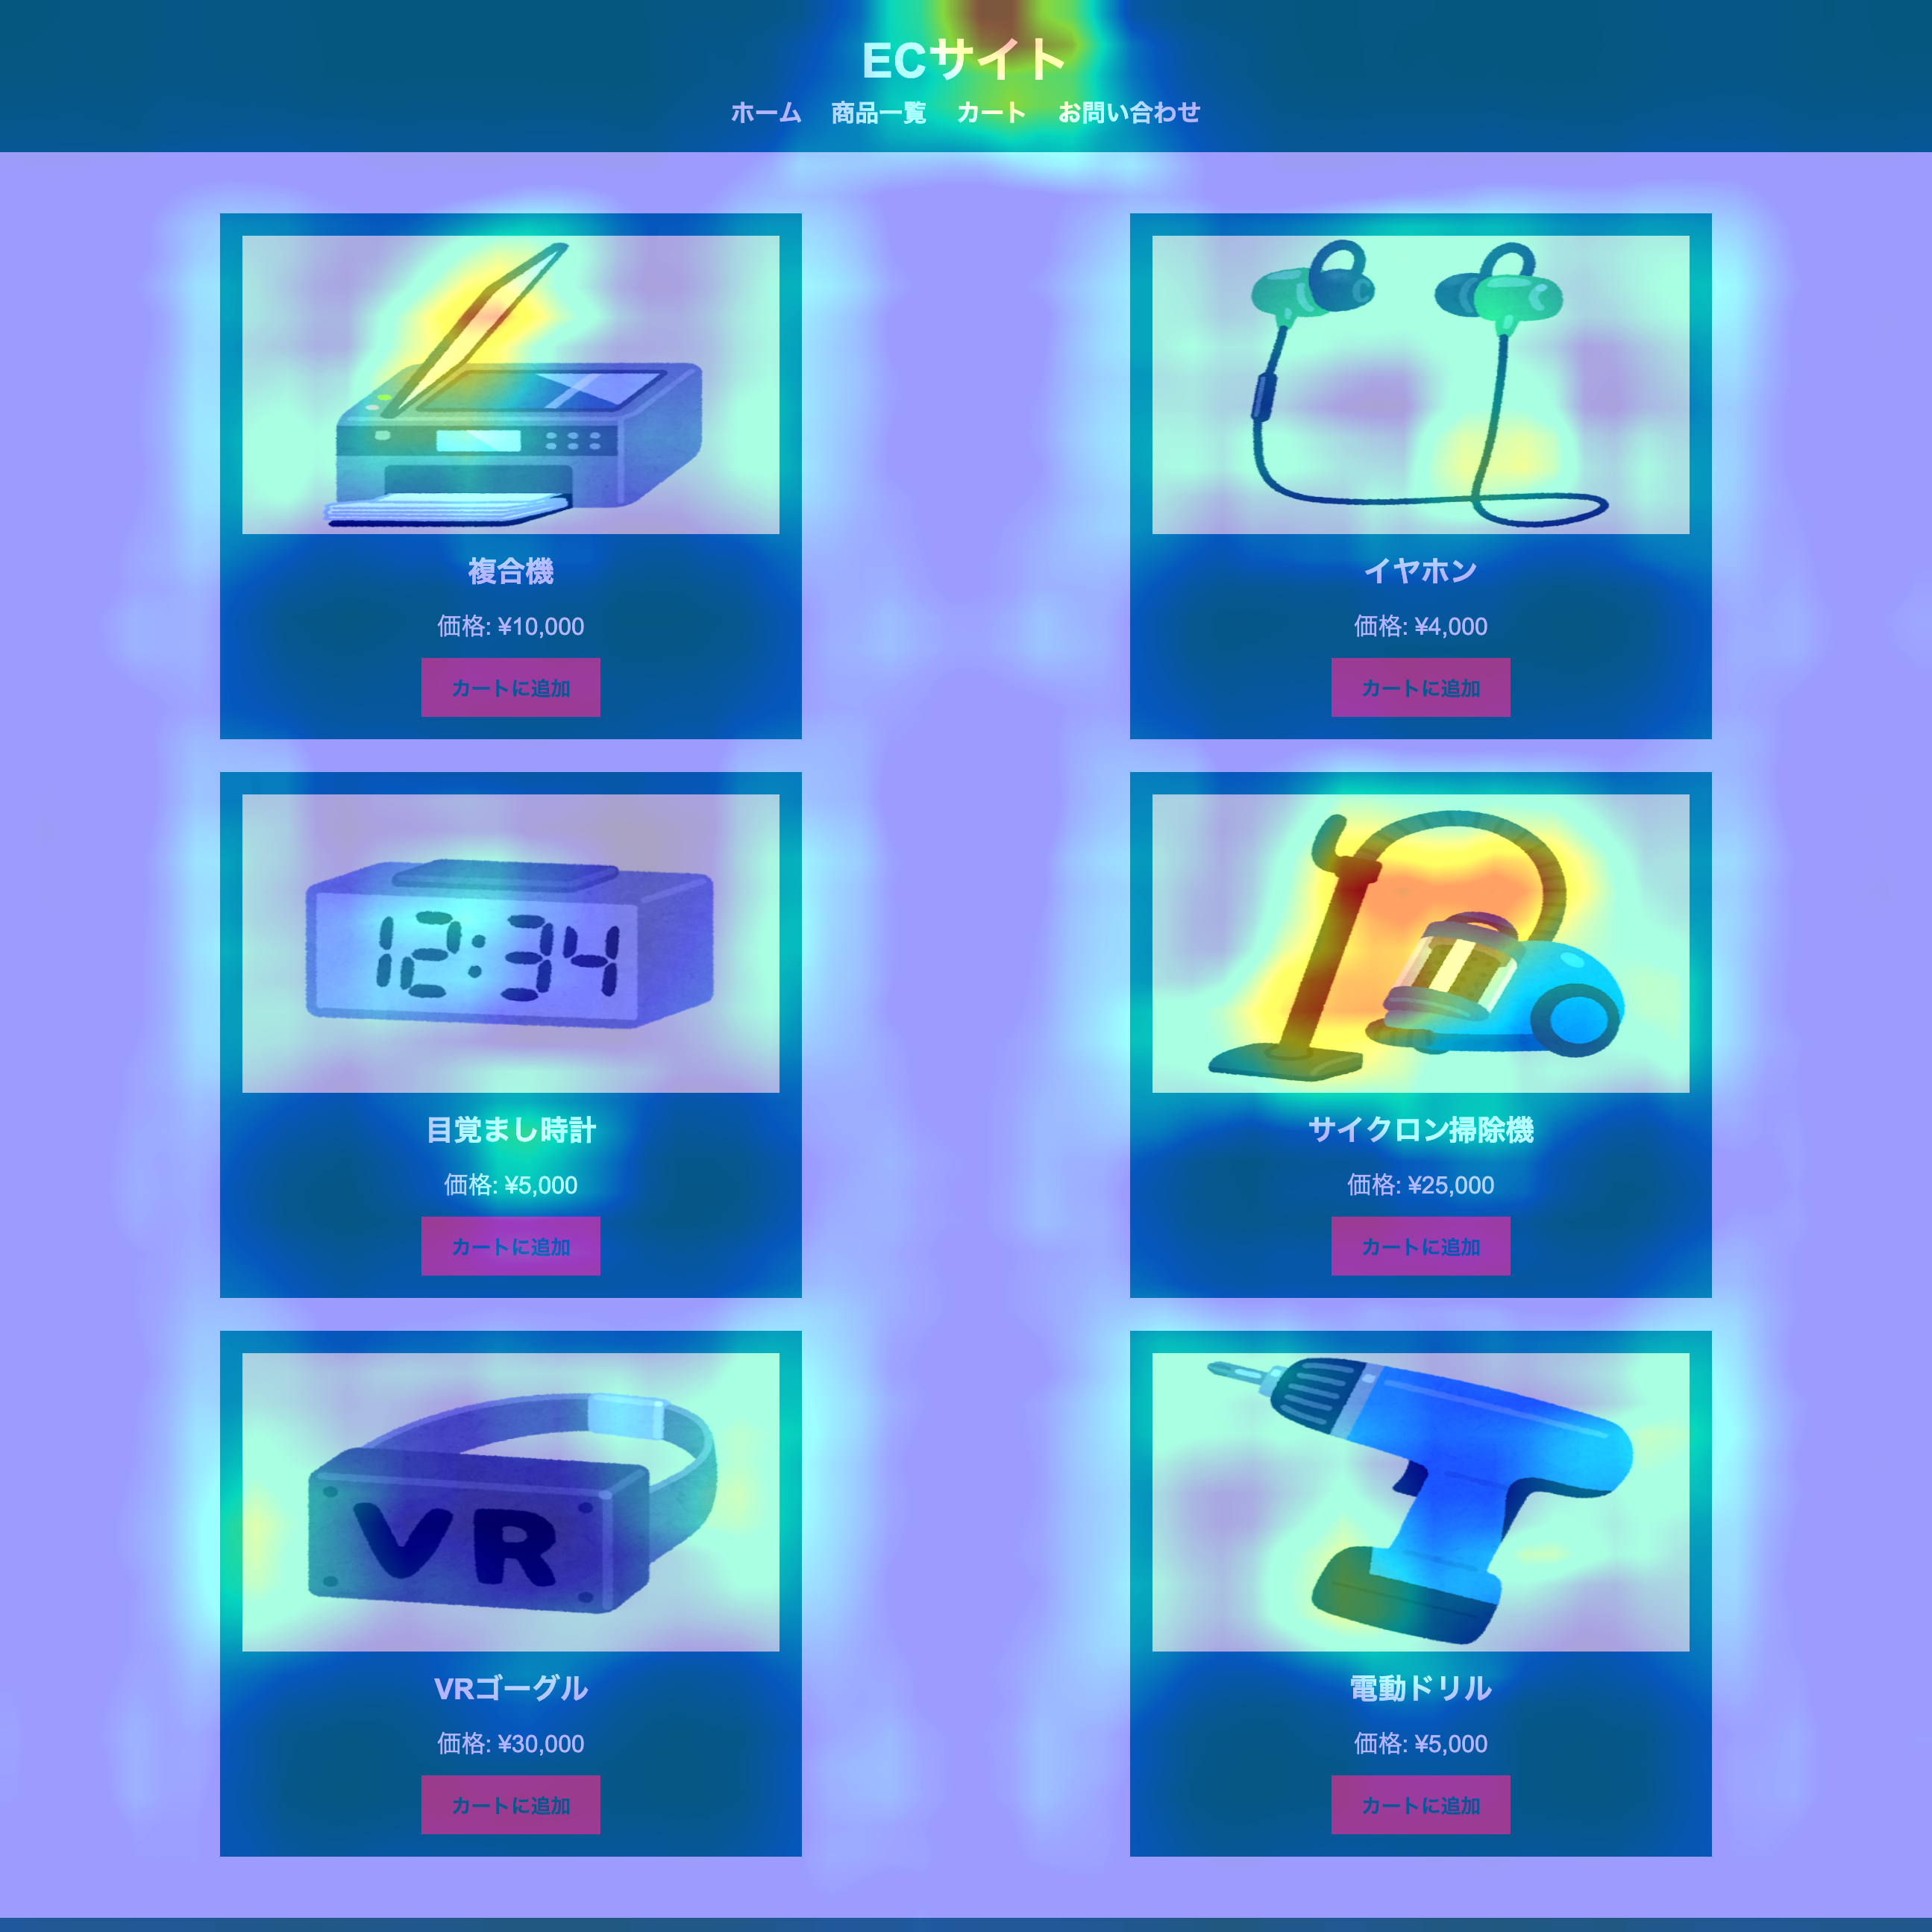 ECサイト
ホーム 商品一覧 カート お問い合わせ
複合機
価格: ¥10,000
カートに追加
イヤホン
価格: ¥4,000
カートに追加
12:34
目覚まし時計
価格: ¥5,000
カートに追加
サイクロン掃除機
価格: ¥25,000
カートに追加
VR
VRゴーグル
価格: ¥30,000
カートに追加
電動ドリル
価格: ¥5,000
カートに追加